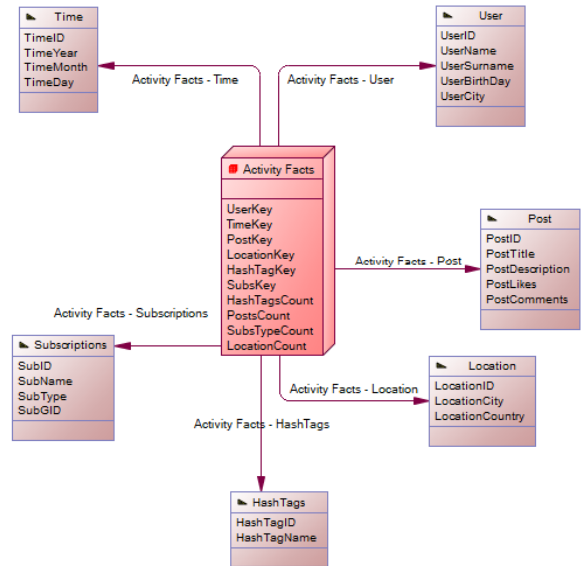 Time
TimeID
TimeYear
TimeMonth
TimeDay
User
UserID
UserName
UserSurname
UserBirthDay
UserCity
Activity Facts - Time
Activity Facts - User
Activity Facts
UserKey
TimeKey
PostKey
LocationKey
HashTagKey
SubsKey
HashTagsCount
PostsCount
SubsTypeCount
LocationCount
Post
PostID
PostTitle
PostDescription
PostLikes
PostComments
Activity Facts - Post
Activity Facts - Subscriptions
Subscriptions
SubID
SubName
SubType
SubGID
Location
LocationID
LocationCity
LocationCountry
Activity Facts - Location
Activity Facts - HashTags
HashTags
HashTagID
HashTagName